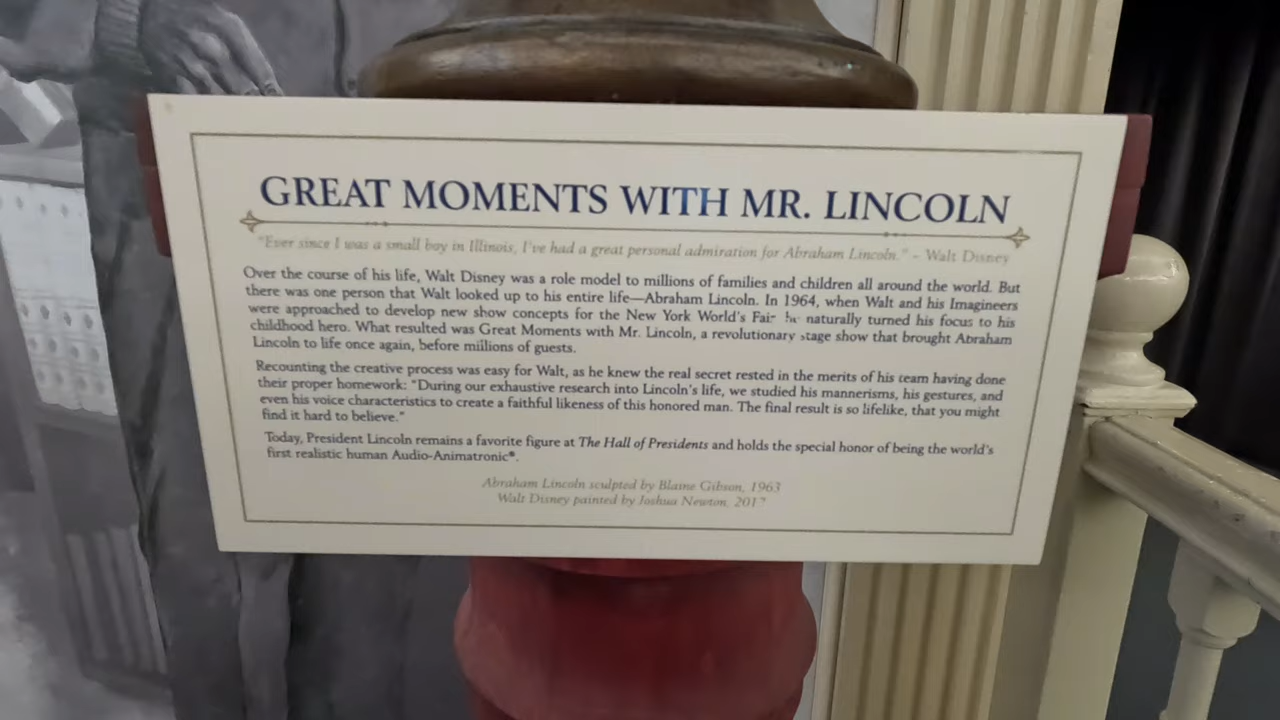 GREAT MOMENTS WITH MR. LINCOLN
"Ever since I was a small boy in Illinois, I've had a great personal admiration for Abraham Lincoln." - Walt Disney
Over the course of his life, Walt Disney was a role model to millions of families and children all around the world. But
there was one person that Walt looked up to his entire life—Abraham Lincoln. In 1964, when Walt and his Imagineers
were approached to develop new show concepts for the New York World's Fair he naturally turned his focus to his
childhood hero. What resulted was Great Moments with Mr. Lincoln, a revolutionary stage show that brought Abraham
Lincoln to life once again, before millions of guests.
Recounting the creative process was easy for Walt, as he knew the real secret rested in the merits of his team having done
their proper homework: "During our exhaustive research into Lincoln's life, we studied his mannerisms, his gestures, and
even his voice characteristics to create a faithful likeness of this honored man. The final result is so lifelike, that you might
find it hard to believe."
Today, President Lincoln remains a favorite figure at The Hall of Presidents and holds the special honor of being the world's
first realistic human Audio-Animatronic®.
Abraham Lincoln sculpted by Blaine Gibson, 1963
Walt Disney painted by Joshua Newton,